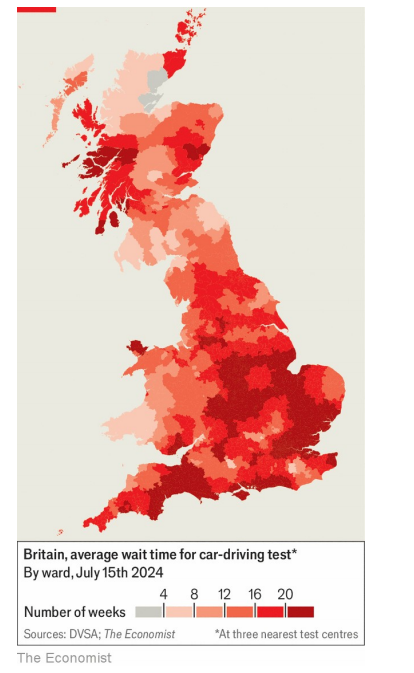 Britain, average wait time for car-driving test*
By ward, July 15th 2024
4 8 12 16 20
Number of weeks
Sources: DVSA; The Economist *At three nearest test centres
The Economist